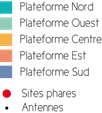 Plateforme Nord
Plateforme Ouest
Plateforme Centre
Plateforme Est
Plateforme Sud
Sites phares
Antennes